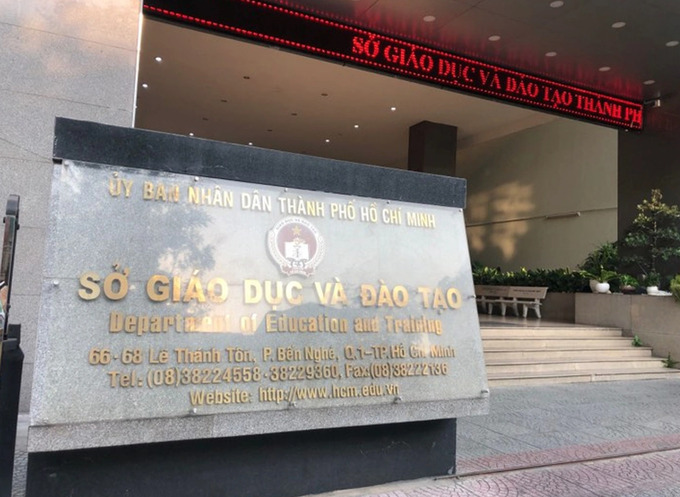 SỞ GIÁO DỤC VÀ ĐÀO TẠO THÀNH PH
ỦY BAN NHÂN DÂN THÀNH PHỐ HỒ CHÍ MINH
SỞ GIÁO DỤC VÀ ĐÀO TẠO
Department of Education and Training
66-68 Lê Thánh Tôn, P.Bến Nghé, Q.1-TP.Hồ Chí Minh
Tel: (08)38224558-38229360, Fax:(08)38222136
Website: http://www.hcm.edu.vn